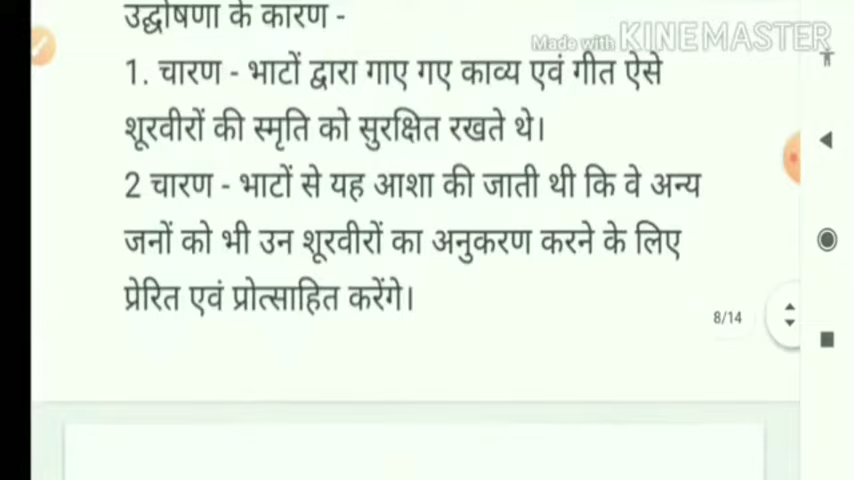 उद्घोषणा के कारण -
Made with KINEMASTER
1. चारण - भाटों द्वारा गाए गए काव्य एवं गीत ऐसे
शूरवीरों की स्मृति को सुरक्षित रखते थे।
2 चारण - भाटों से यह आशा की जाती थी कि वे अन्य
जनों को भी उन शूरवीरों का अनुकरण करने के लिए
प्रेरित एवं प्रोत्साहित करेंगे।
8/14